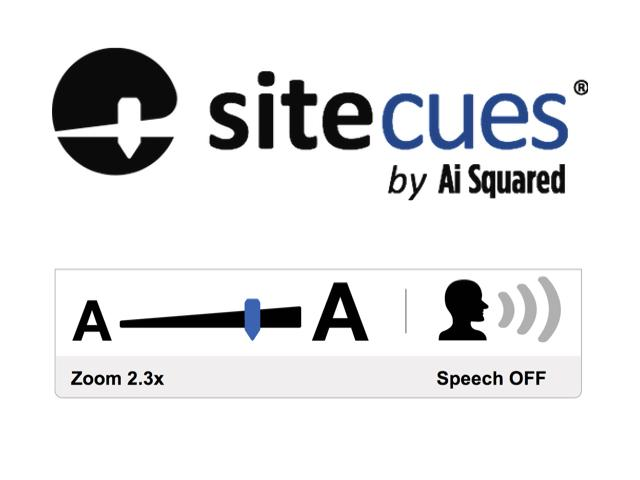 sitecues®
by Ai Squared
A A
Zoom 2.3x Speech OFF